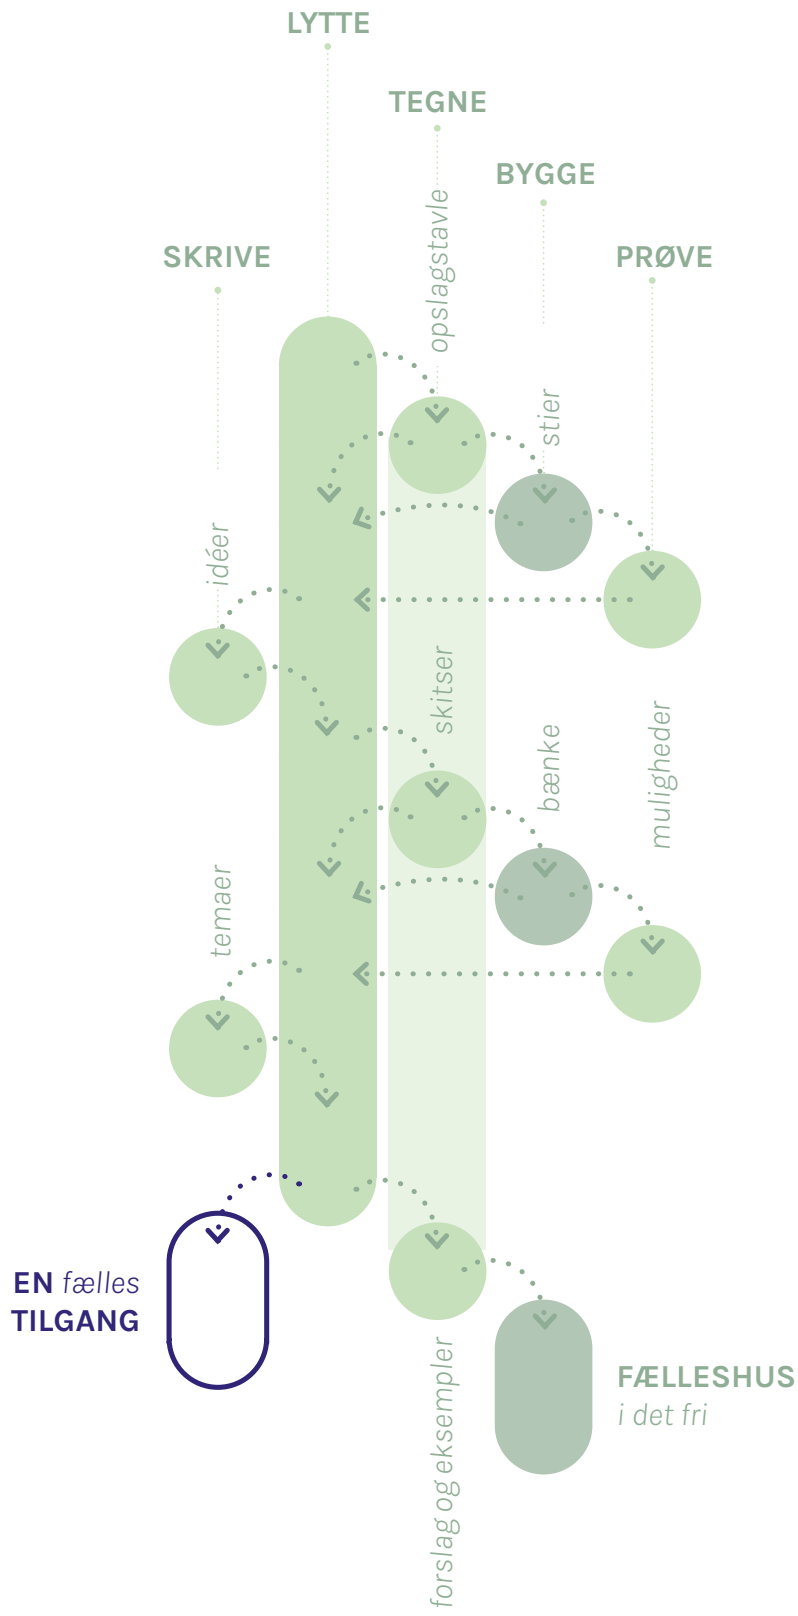 LYTTE
TEGNE
BYGGE
SKRIVE
PRØVE
opslagstavle
stier
idéer
skitser
bænke
muligheder
temaer
EN fælles
TILGANG
FÆLLESHUS
i det fri
forslag og eksempler